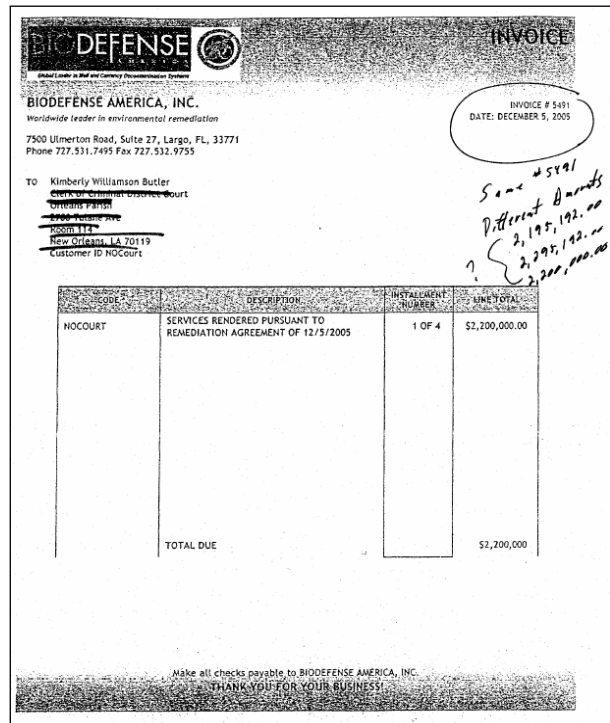 BIODEFENSE
INVOICE
Global Leader in Mail and Currency Decontamination Systems
BIODEFENSE AMERICA, INC.
Worldwide leader in environmental remediation
7500 Ulmerton Road, Suite 27, Largo, FL, 33771
Phone 727.531.7495 Fax 727.532.9755
INVOICE # 5491
DATE: DECEMBER 5, 2005
TO Kimberly Williamson Butler
Clerk of Criminal District Court
Orleans Parish
2700 Tulane Ave
Room 114
New Orleans, LA 70119
Customer ID NOCourt
Same #5491
Different Amounts
2,195,192.00
? 2,295,192.00
2,200,000.00
CODE DESCRIPTION INSTALLMENT NUMBER LINE TOTAL
NOCOURT SERVICES RENDERED PURSUANT TO 1 OF 4 $2,200,000.00
REMEDIATION AGREEMENT OF 12/5/2005
TOTAL DUE $2,200,000
Make all checks payable to BIODEFENSE AMERICA, INC.
THANK YOU FOR YOUR BUSINESS!